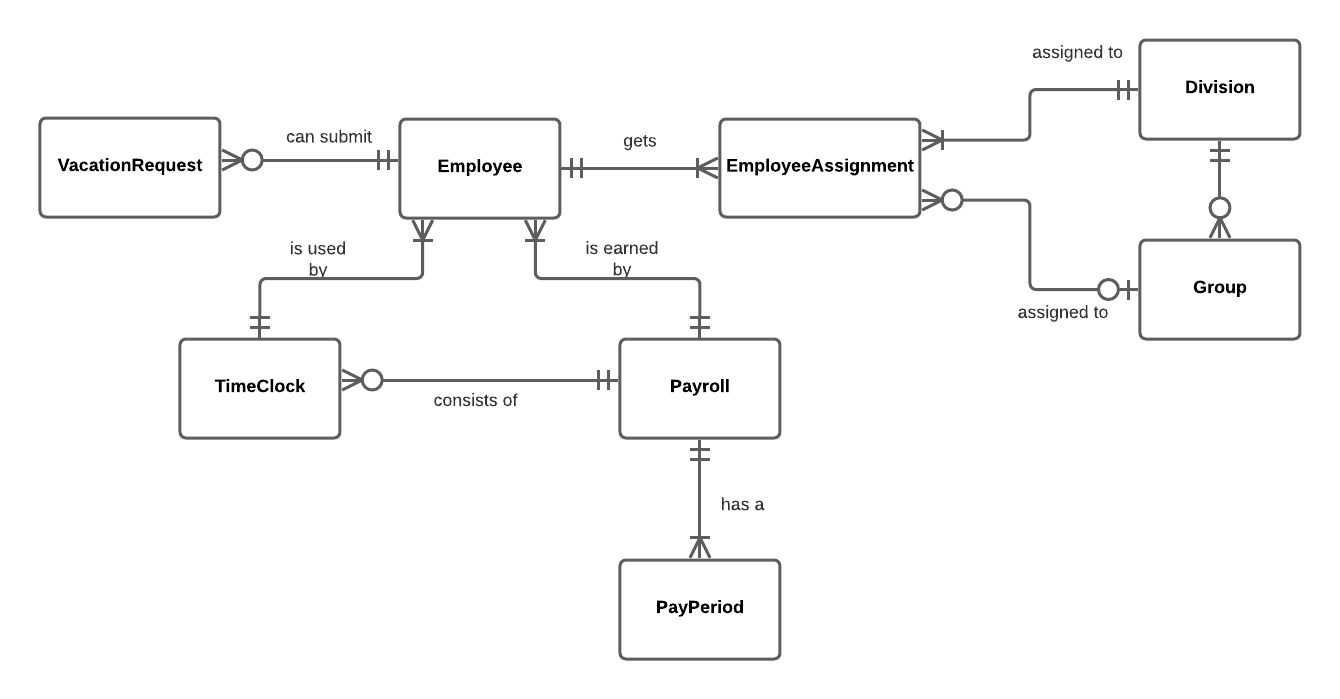 assigned to
Division
can submit
gets
VacationRequest
Employee
EmployeeAssignment
is used
by
is earned
by
Group
assigned to
TimeClock
Payroll
consists of
has a
PayPeriod